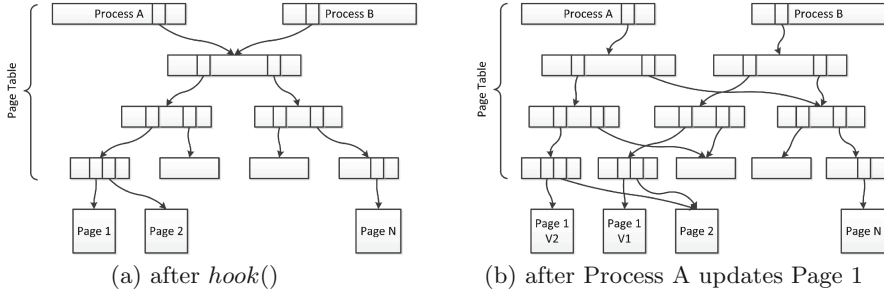 Process A
Process B
Page Table
Page 1
Page 2
Page N
(a) after hook()
Process A
Process B
Page Table
Page 1
V2
Page 1
V1
Page 2
Page N
(b) after Process A updates Page 1